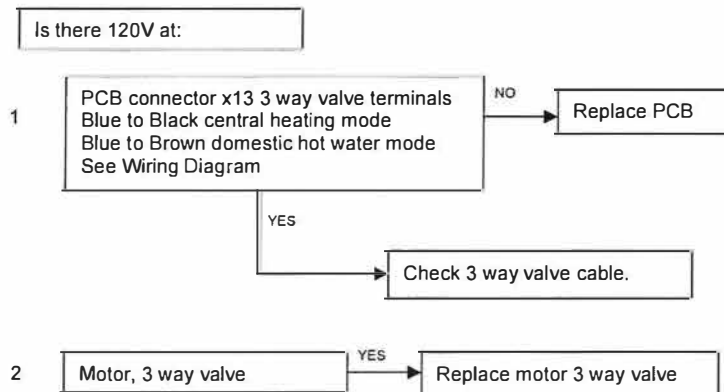 Is there 120V at:
1
PCB connector x13 3 way valve terminals
Blue to Black central heating mode
Blue to Brown domestic hot water mode
See Wiring Diagram
NO
Replace PCB
YES
Check 3 way valve cable.
2
Motor, 3 way valve
YES
Replace motor 3 way valve